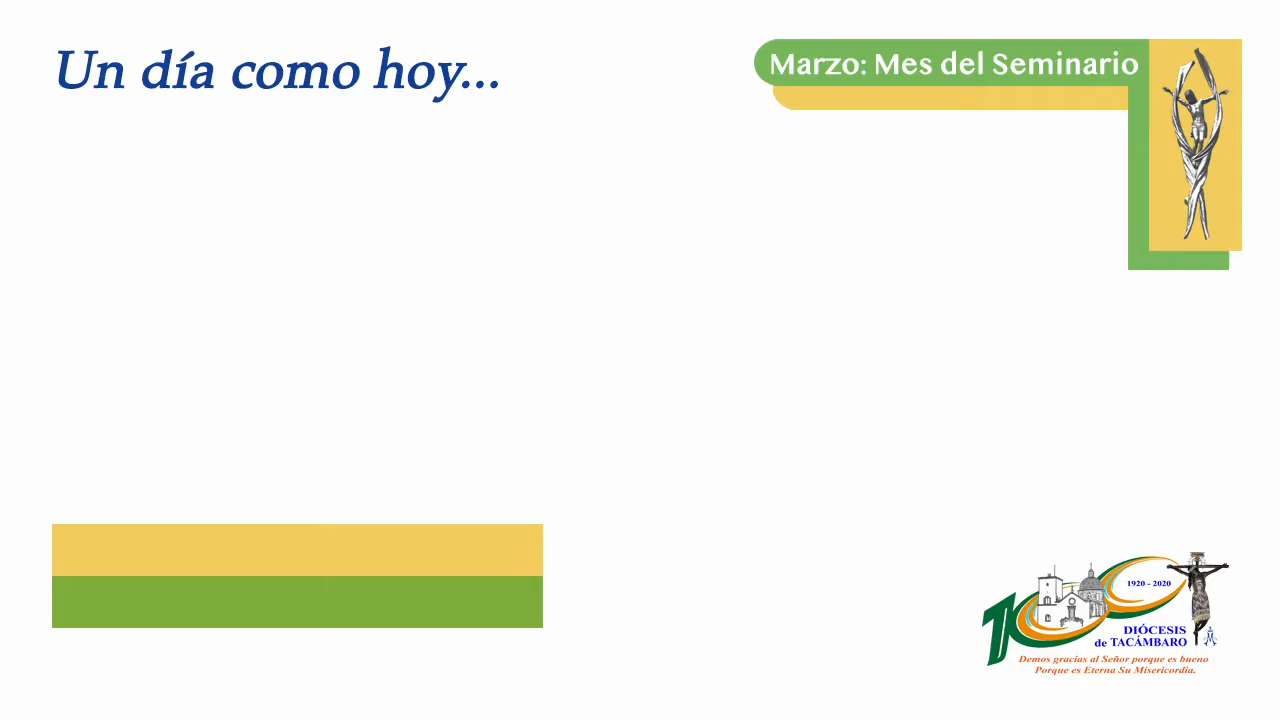 Un día como hoy...
Marzo: Mes del Seminario
100
1920 - 2020
DIÓCESIS
de TACÁMBARO
Demos gracias al Señor porque es bueno
Porque es Eterna Su Misericordia.